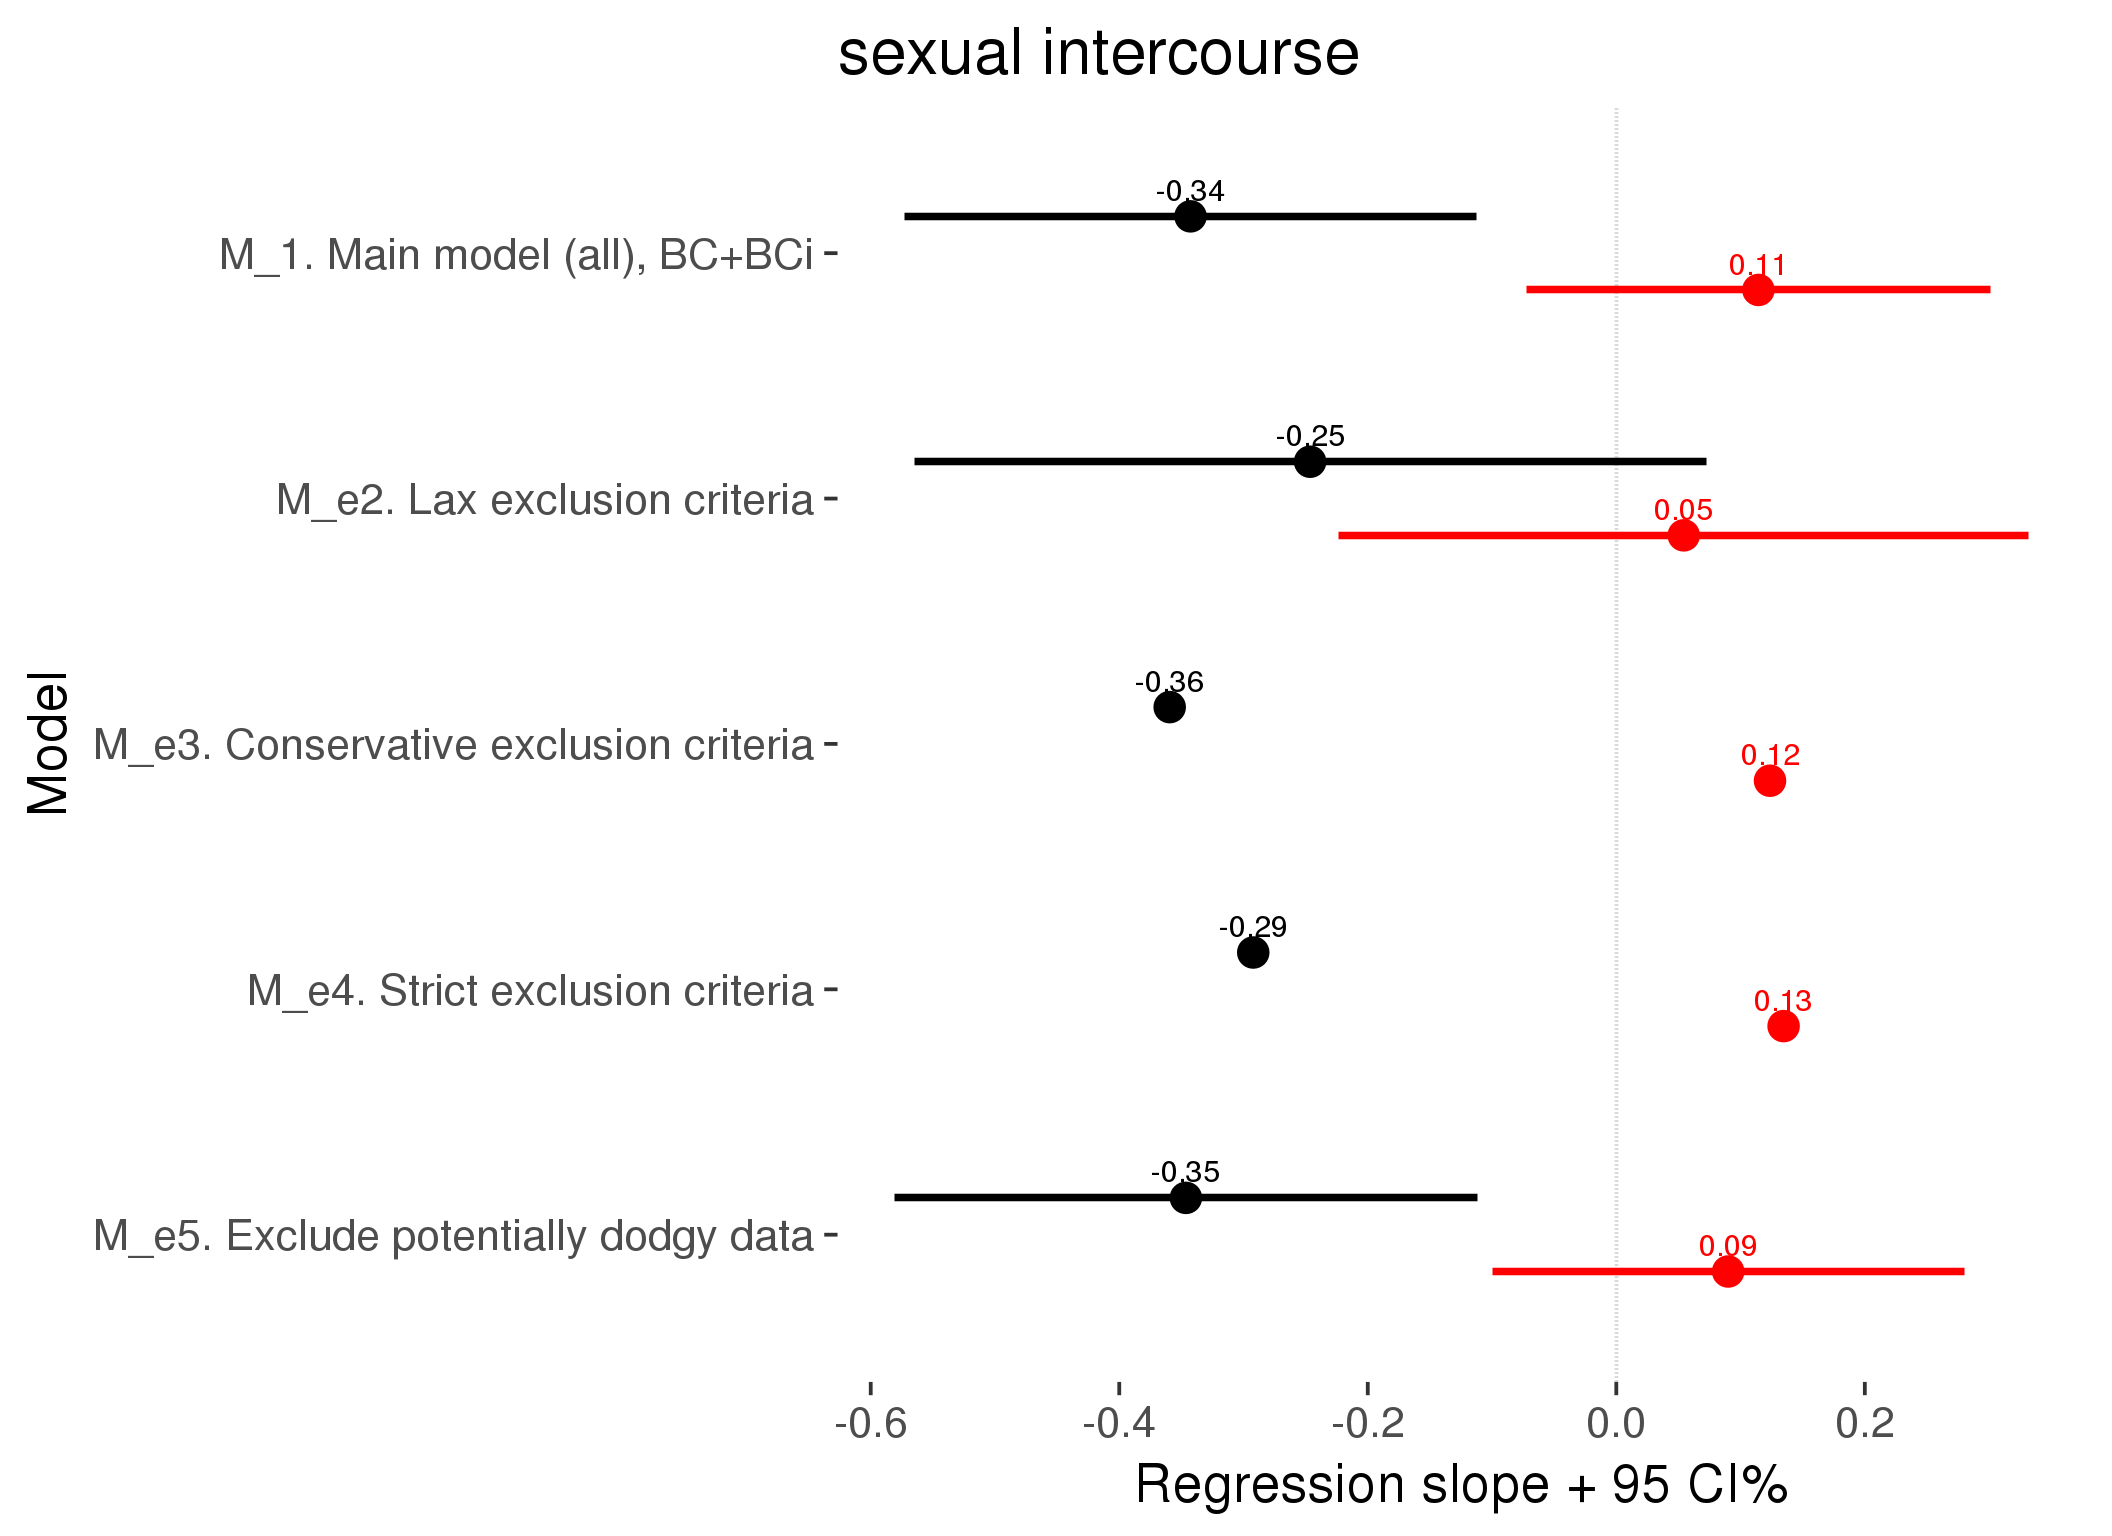 sexual intercourse
-0.34
M_1. Main model (all), BC+BCi
0.11
-0.25
M_e2. Lax exclusion criteria
0.05
-0.36
M_e3. Conservative exclusion criteria
0.12
-0.29
M_e4. Strict exclusion criteria
0.13
-0.35
M_e5. Exclude potentially dodgy data
0.09
Model
-0.6 -0.4 -0.2 0.0 0.2
Regression slope + 95 CI%